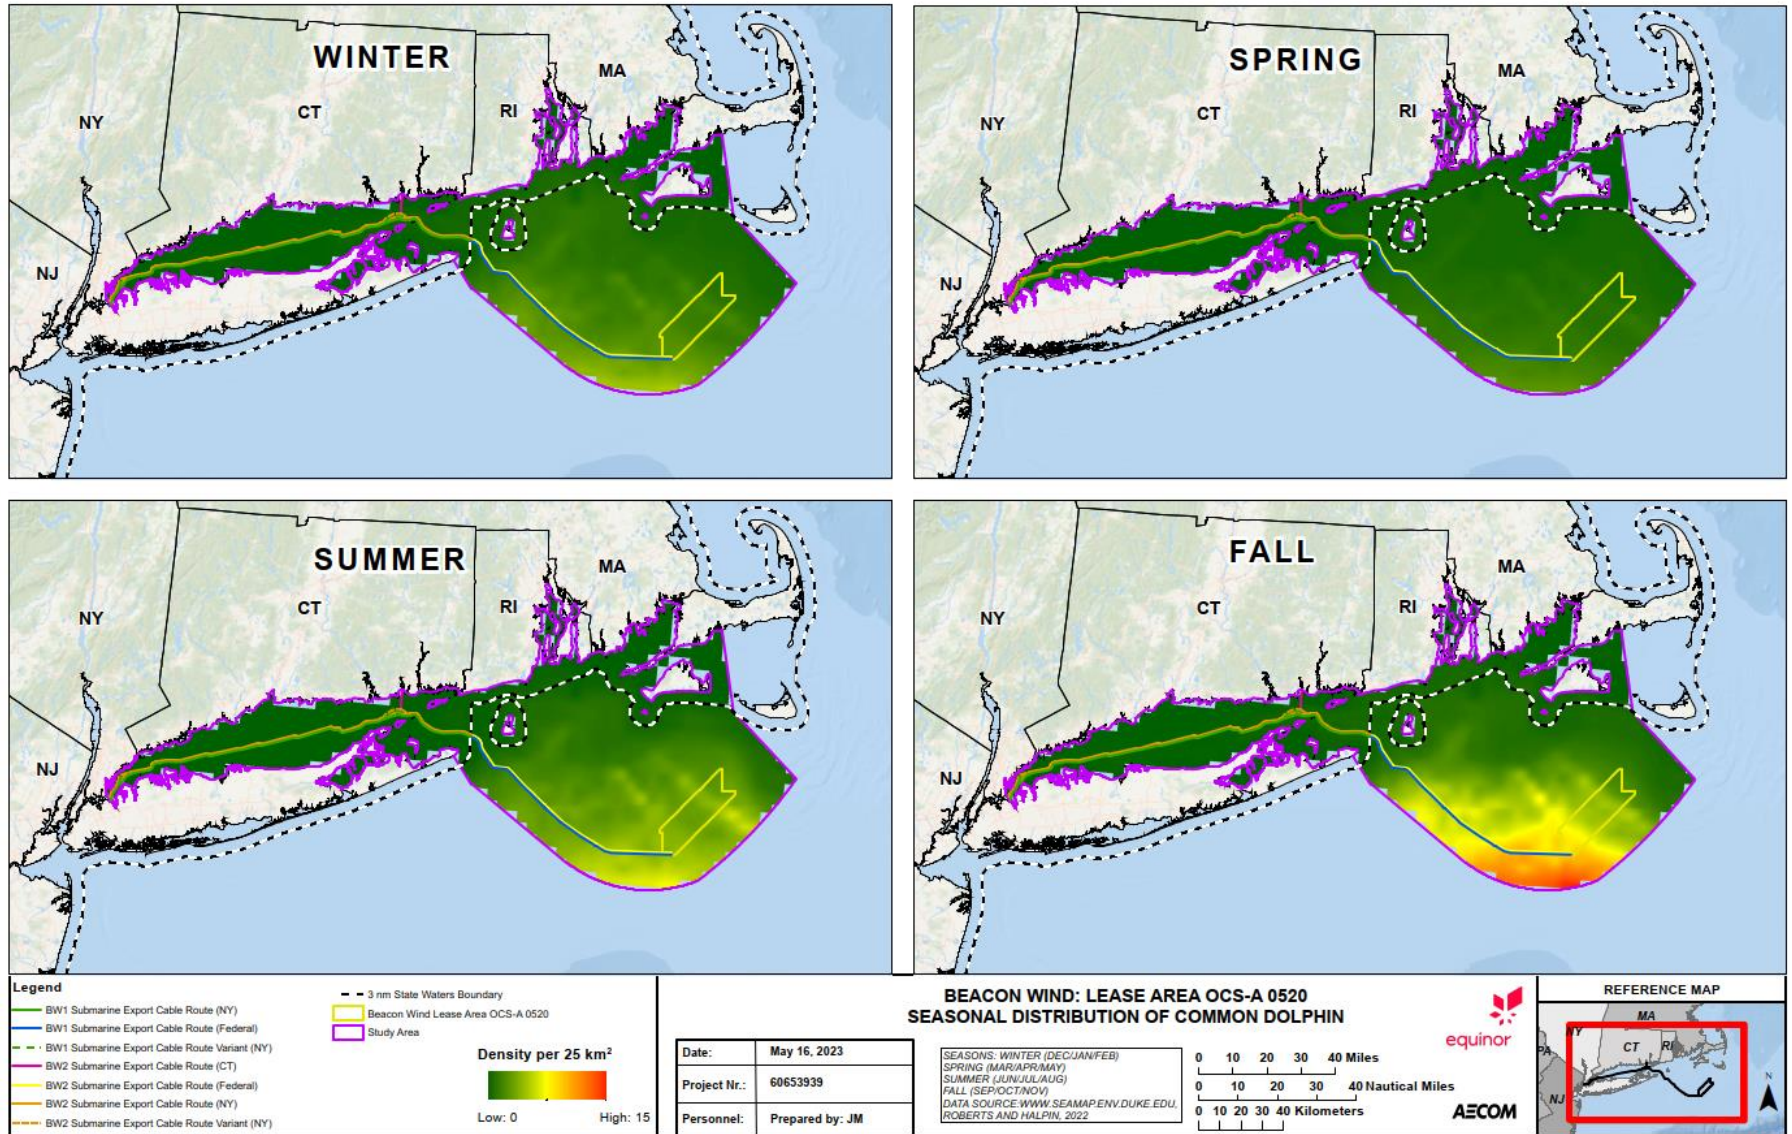 WINTER
MA
NY
CT
RI
NJ
SPRING
MA
NY
CT
RI
NJ
SUMMER
MA
NY
CT
RI
NJ
FALL
MA
NY
CT
RI
NJ
Legend
BW1 Submarine Export Cable Route (NY)
BW1 Submarine Export Cable Route (Federal)
BW1 Submarine Export Cable Route Variant (NY)
BW2 Submarine Export Cable Route (CT)
BW2 Submarine Export Cable Route (Federal)
BW2 Submarine Export Cable Route (NY)
BW2 Submarine Export Cable Route Variant (NY)
3 nm State Waters Boundary
Beacon Wind Lease Area OCS-A 0520
Study Area
Density per 25 km²
Low: 0 High: 15
BEACON WIND: LEASE AREA OCS-A 0520
SEASONAL DISTRIBUTION OF COMMON DOLPHIN
Date: May 16, 2023
Project Nr.: 60653939
Personnel: Prepared by: JM
SEASONS: WINTER (DEC/JAN/FEB)
SPRING (MAR/APR/MAY)
SUMMER (JUN/JUL/AUG)
FALL (SEP/OCT/NOV)
DATA SOURCE:WWW.SEAMAP.ENV.DUKE.EDU,
ROBERTS AND HALPIN, 2022
0 10 20 30 40 Miles
0 10 20 30 40 Nautical Miles
0 10 20 30 40 Kilometers
equinor
AECOM
REFERENCE MAP
MA
NY
PA
CT
RI
NJ
N